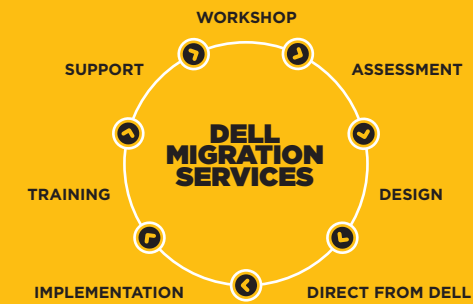 WORKSHOP
SUPPORT
ASSESSMENT
DELL
MIGRATION
SERVICES
TRAINING
DESIGN
IMPLEMENTATION
DIRECT FROM DELL